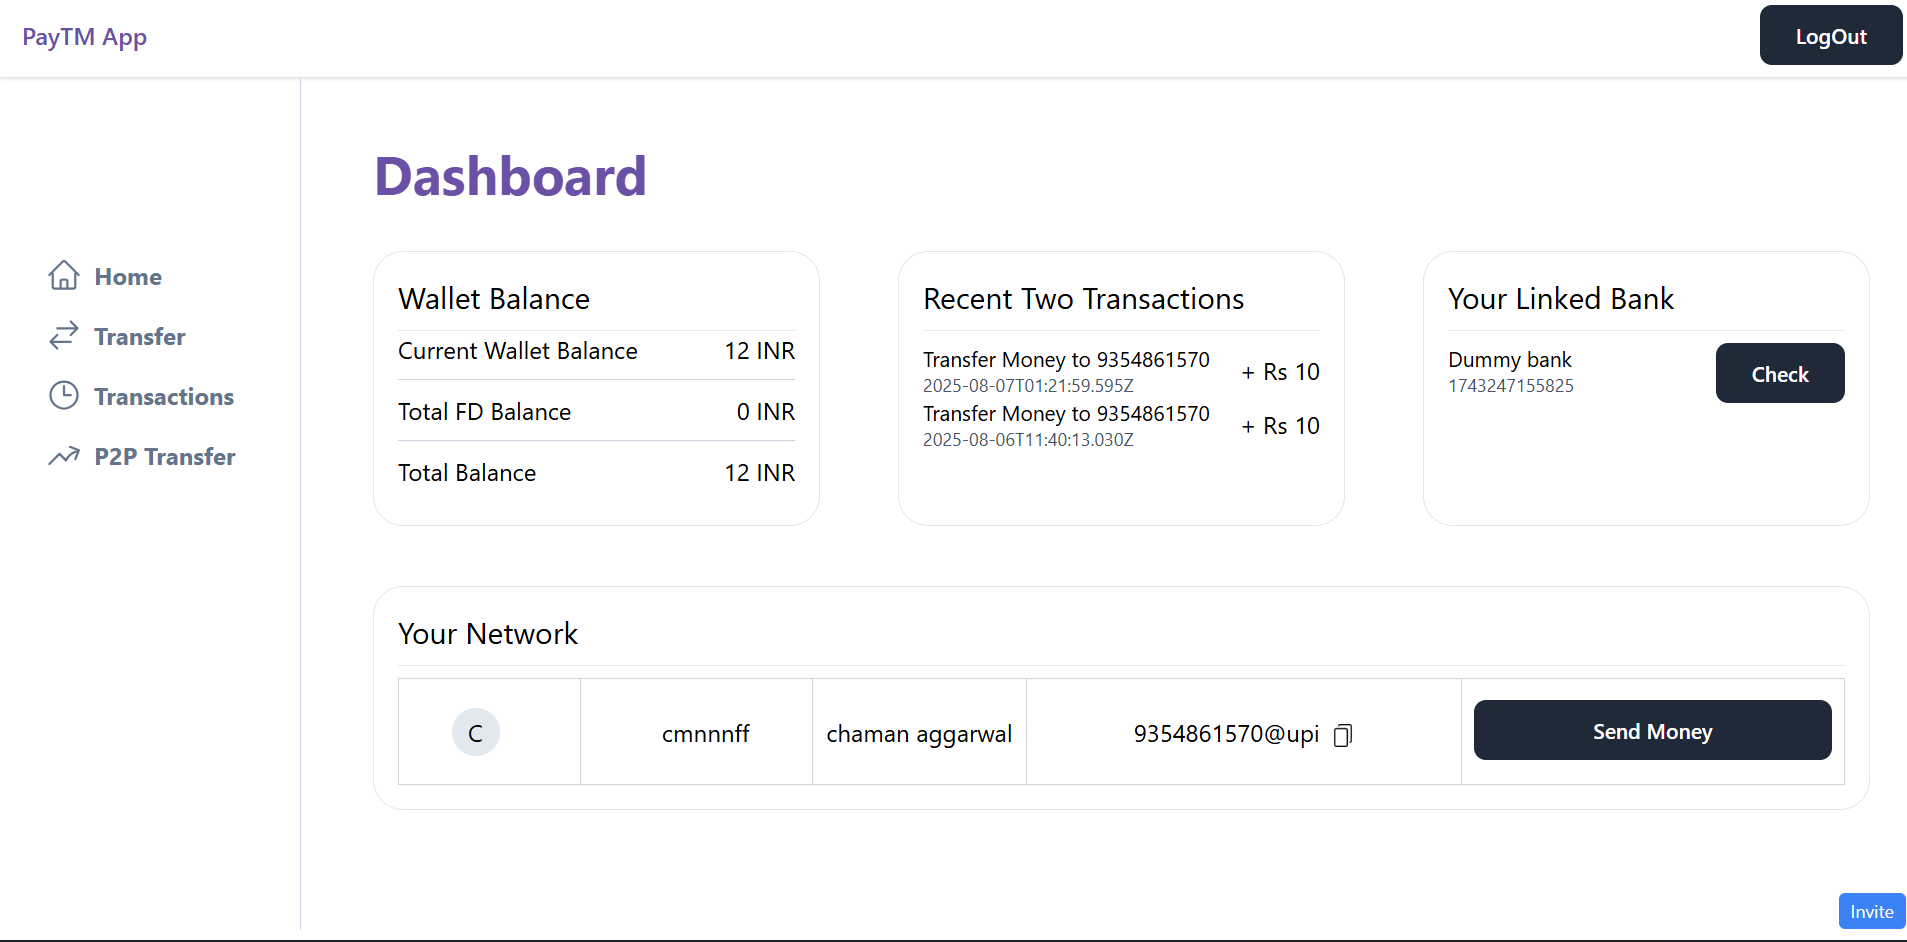 PayTM App
LogOut
Home
Transfer
Transactions
P2P Transfer
Dashboard
Wallet Balance
Current Wallet Balance 12 INR
Total FD Balance 0 INR
Total Balance 12 INR
Recent Two Transactions
Transfer Money to 9354861570
2025-08-07T01:21:59.595Z
+ Rs 10
Transfer Money to 9354861570
2025-08-06T11:40:13.030Z
+ Rs 10
Your Linked Bank
Dummy bank
1743247155825
Check
Your Network
C cmnnnff chaman aggarwal 9354861570@upi Send Money
Invite